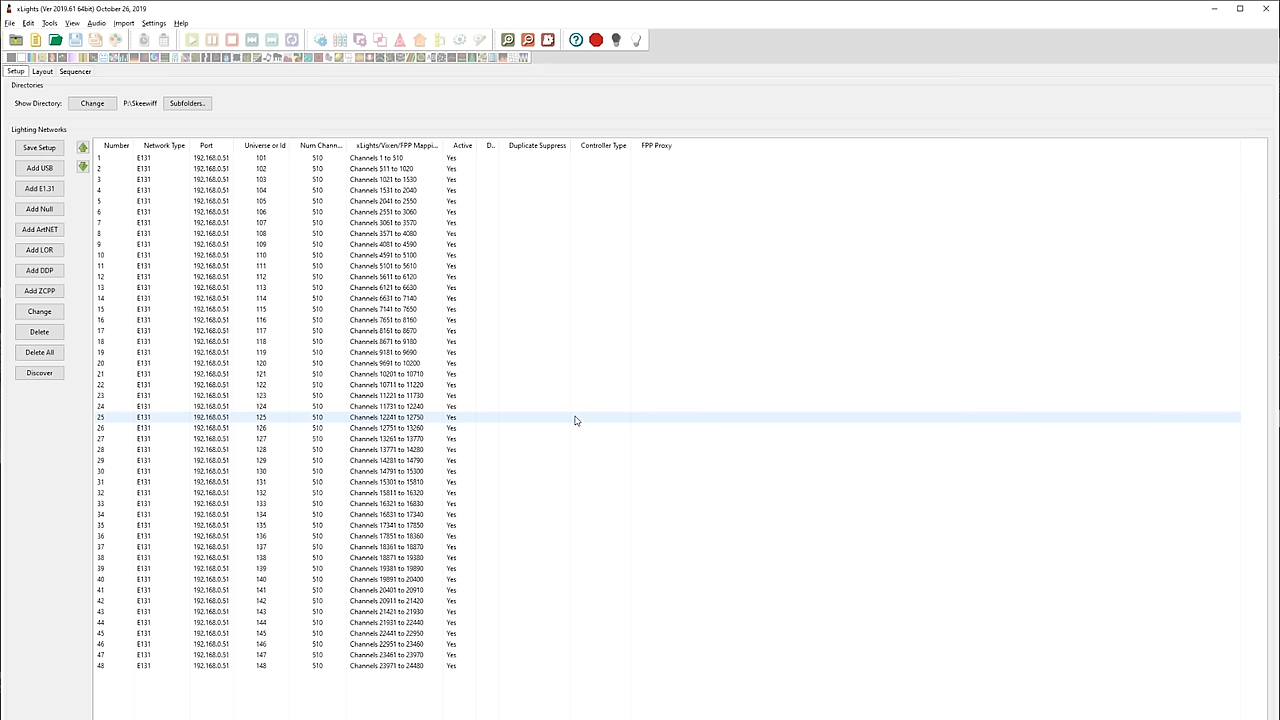 xLights (Ver 2019.61 64bit) October 26, 2019
File Edit Tools View Audio Import Settings Help
Setup Layout Sequencer
Directories
Show Directory: Change P:\Skeewiff Subfolders..
Lighting Networks
Save Setup
Add USB
Add E1.31
Add Null
Add ArtNET
Add LOR
Add DDP
Add ZCPP
Change
Delete
Delete All
Discover
Number Network Type Port Universe or Id Num Chann... xLights/Vixen/FPP Mappi... Active D.. Duplicate Suppress Controller Type FPP Proxy
1 E131 192.168.0.51 101 510 Channels 1 to 510 Yes
2 E131 192.168.0.51 102 510 Channels 511 to 1020 Yes
3 E131 192.168.0.51 103 510 Channels 1021 to 1530 Yes
4 E131 192.168.0.51 104 510 Channels 1531 to 2040 Yes
5 E131 192.168.0.51 105 510 Channels 2041 to 2550 Yes
6 E131 192.168.0.51 106 510 Channels 2551 to 3060 Yes
7 E131 192.168.0.51 107 510 Channels 3061 to 3570 Yes
8 E131 192.168.0.51 108 510 Channels 3571 to 4080 Yes
9 E131 192.168.0.51 109 510 Channels 4081 to 4590 Yes
10 E131 192.168.0.51 110 510 Channels 4591 to 5100 Yes
11 E131 192.168.0.51 111 510 Channels 5101 to 5610 Yes
12 E131 192.168.0.51 112 510 Channels 5611 to 6120 Yes
13 E131 192.168.0.51 113 510 Channels 6121 to 6630 Yes
14 E131 192.168.0.51 114 510 Channels 6631 to 7140 Yes
15 E131 192.168.0.51 115 510 Channels 7141 to 7650 Yes
16 E131 192.168.0.51 116 510 Channels 7651 to 8160 Yes
17 E131 192.168.0.51 117 510 Channels 8161 to 8670 Yes
18 E131 192.168.0.51 118 510 Channels 8671 to 9180 Yes
19 E131 192.168.0.51 119 510 Channels 9181 to 9690 Yes
20 E131 192.168.0.51 120 510 Channels 9691 to 10200 Yes
21 E131 192.168.0.51 121 510 Channels 10201 to 10710 Yes
22 E131 192.168.0.51 122 510 Channels 10711 to 11220 Yes
23 E131 192.168.0.51 123 510 Channels 11221 to 11730 Yes
24 E131 192.168.0.51 124 510 Channels 11731 to 12240 Yes
25 E131 192.168.0.51 125 510 Channels 12241 to 12750 Yes
26 E131 192.168.0.51 126 510 Channels 12751 to 13260 Yes
27 E131 192.168.0.51 127 510 Channels 13261 to 13770 Yes
28 E131 192.168.0.51 128 510 Channels 13771 to 14280 Yes
29 E131 192.168.0.51 129 510 Channels 14281 to 14790 Yes
30 E131 192.168.0.51 130 510 Channels 14791 to 15300 Yes
31 E131 192.168.0.51 131 510 Channels 15301 to 15810 Yes
32 E131 192.168.0.51 132 510 Channels 15811 to 16320 Yes
33 E131 192.168.0.51 133 510 Channels 16321 to 16830 Yes
34 E131 192.168.0.51 134 510 Channels 16831 to 17340 Yes
35 E131 192.168.0.51 135 510 Channels 17341 to 17850 Yes
36 E131 192.168.0.51 136 510 Channels 17851 to 18360 Yes
37 E131 192.168.0.51 137 510 Channels 18361 to 18870 Yes
38 E131 192.168.0.51 138 510 Channels 18871 to 19380 Yes
39 E131 192.168.0.51 139 510 Channels 19381 to 19890 Yes
40 E131 192.168.0.51 140 510 Channels 19891 to 20400 Yes
41 E131 192.168.0.51 141 510 Channels 20401 to 20910 Yes
42 E131 192.168.0.51 142 510 Channels 20911 to 21420 Yes
43 E131 192.168.0.51 143 510 Channels 21421 to 21930 Yes
44 E131 192.168.0.51 144 510 Channels 21931 to 22440 Yes
45 E131 192.168.0.51 145 510 Channels 22441 to 22950 Yes
46 E131 192.168.0.51 146 510 Channels 22951 to 23460 Yes
47 E131 192.168.0.51 147 510 Channels 23461 to 23970 Yes
48 E131 192.168.0.51 148 510 Channels 23971 to 24480 Yes